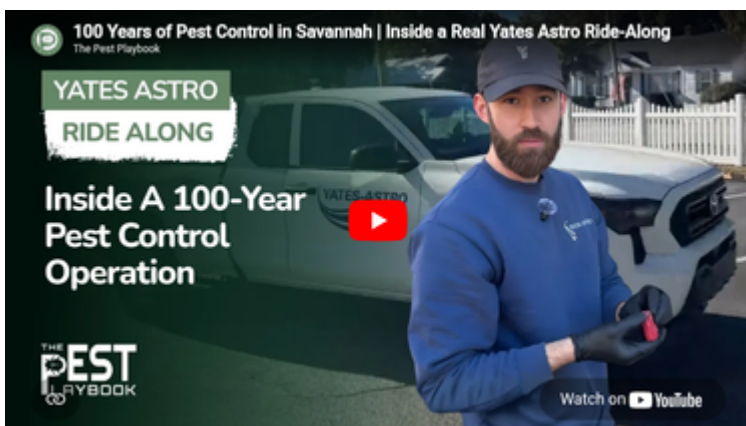 100 Years of Pest Control in Savannah | Inside a Real Yates Astro Ride-Along
The Pest Playbook
YATES ASTRO
RIDE ALONG
YATES-ASTRO
Inside A 100-Year
Pest Control
Operation
THE
PEST
PLAYBOOK
Watch on YouTube